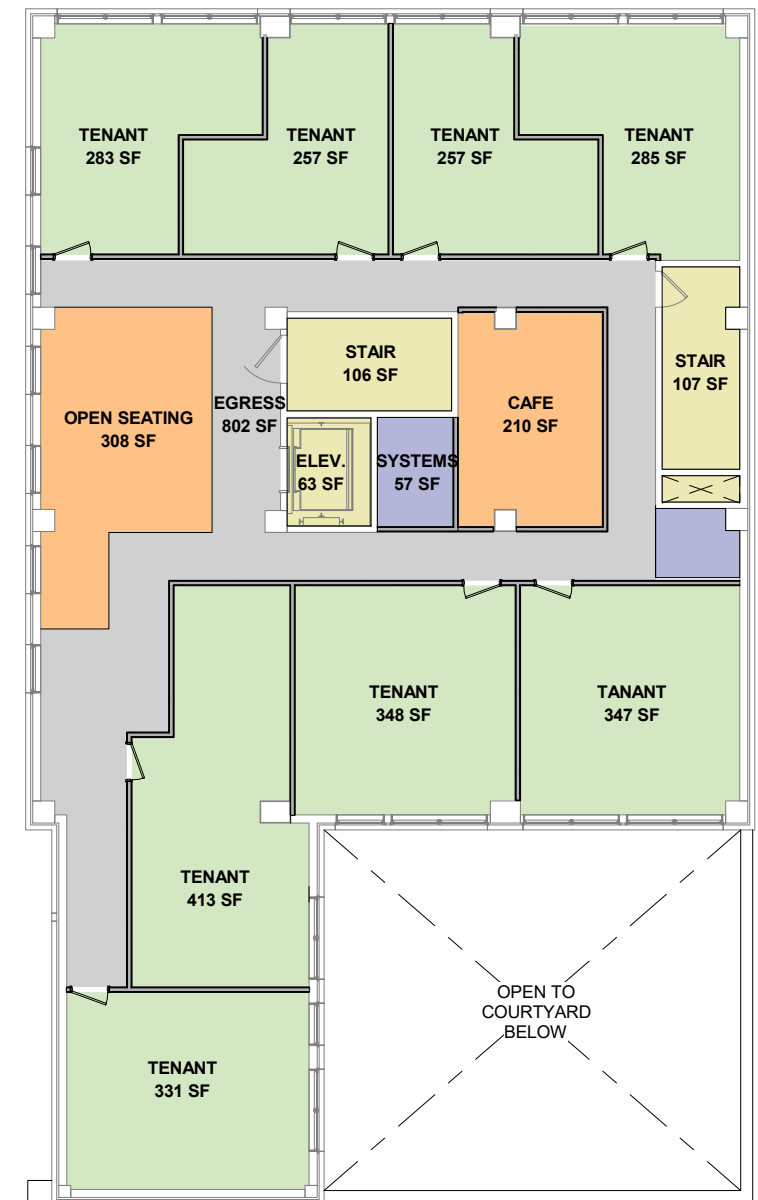 TENANT
283 SF
TENANT
257 SF
TENANT
257 SF
TENANT
285 SF
STAIR
106 SF
STAIR
107 SF
OPEN SEATING
308 SF
EGRESS
802 SF
CAFE
210 SF
ELEV.
63 SF
SYSTEMS
57 SF
TENANT
348 SF
TANANT
347 SF
TENANT
413 SF
OPEN TO
COURTYARD
BELOW
TENANT
331 SF